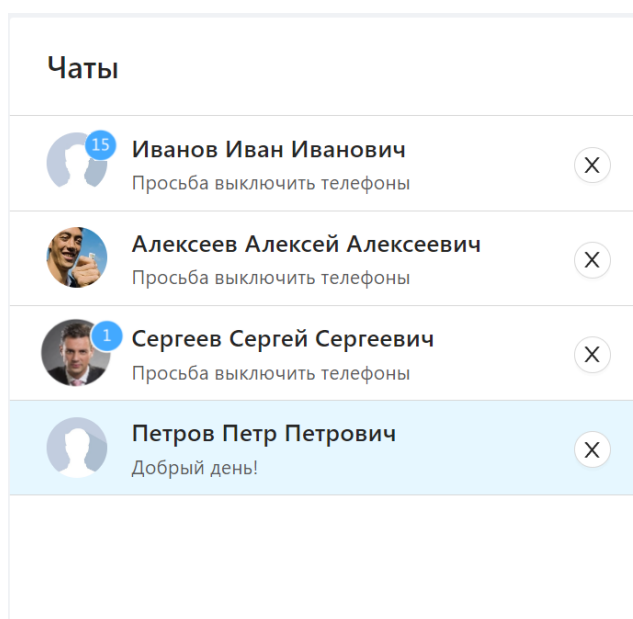 Чаты
15
Иванов Иван Иванович
Просьба выключить телефоны
X
Алексеев Алексей Алексеевич
Просьба выключить телефоны
X
1
Сергеев Сергей Сергеевич
Просьба выключить телефоны
X
Петров Петр Петрович
Добрый день!
X